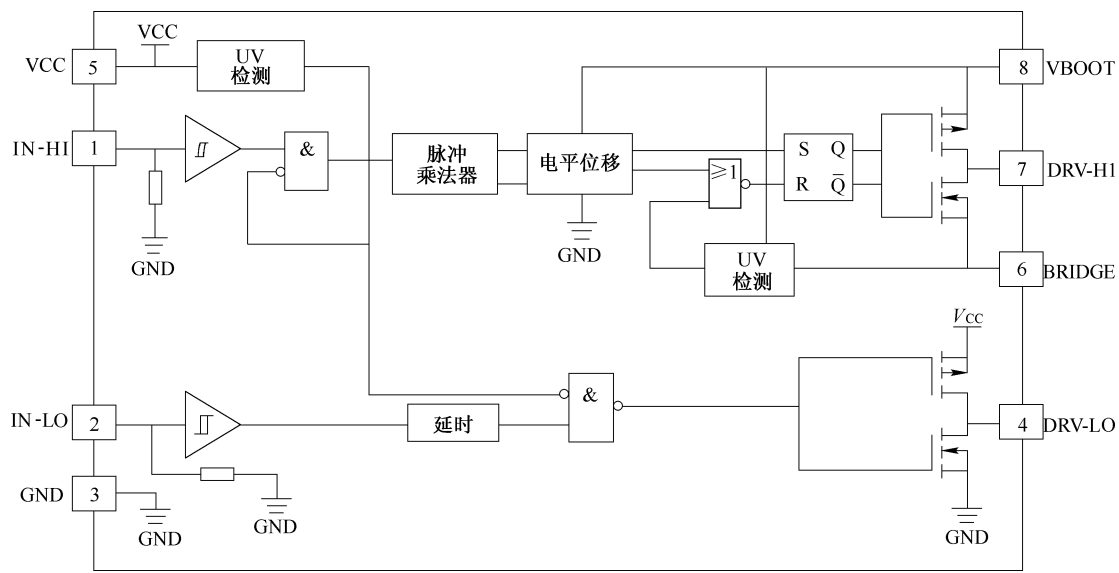 VCC
VCC
5
UV
检测
8
VBOOT
IN-HI
1
&
脉冲
乘法器
电平位移
≥1
S Q
R Q̅
7
DRV-H1
GND
GND
UV
检测
6
BRIDGE
VCC
IN-LO
2
延时
&
4
DRV-LO
GND
3
GND
GND
GND